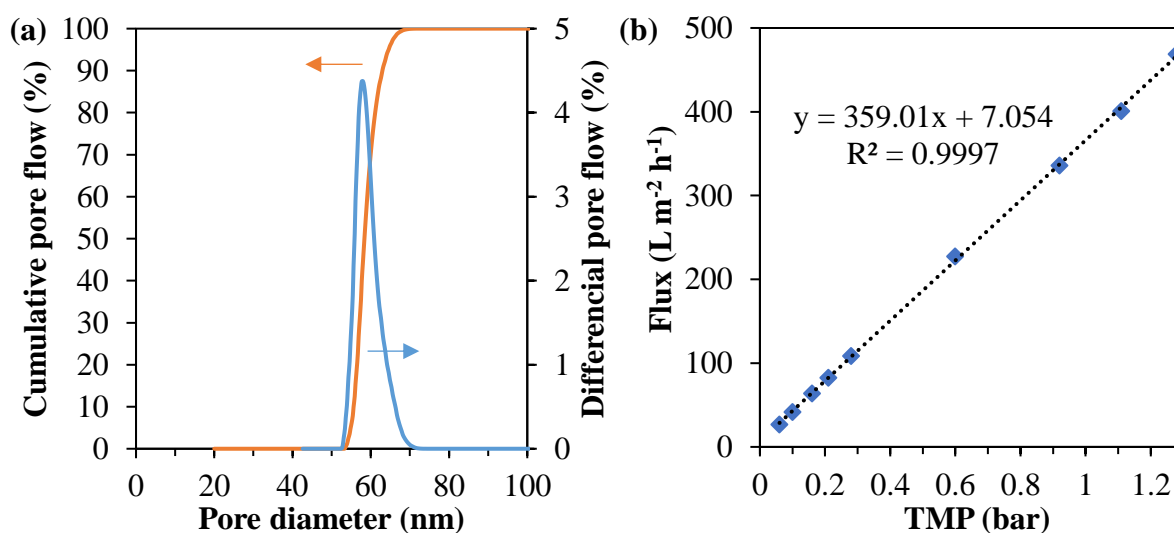 (a)
Cumulative pore flow (%)
100
90
80
70
60
50
40
30
20
10
0
5
4
3
2
1
0
Differencial pore flow (%)
0 20 40 60 80 100
Pore diameter (nm)
(b)
Flux (L m⁻² h⁻¹)
500
400
300
200
100
0
y = 359.01x + 7.054
R² = 0.9997
0 0.2 0.4 0.6 0.8 1 1.2
TMP (bar)